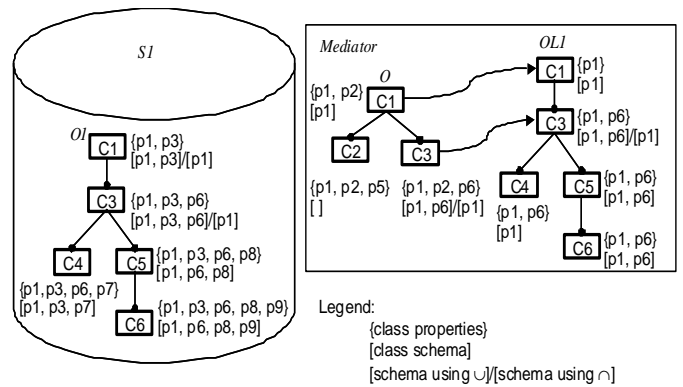 S1
O1
C1
{p1, p3}
[p1, p3]/[p1]
C3
{p1, p3, p6}
[p1, p3, p6]/[p1]
C4
{p1,p3, p6, p7}
[p1, p3, p7]
C5
{p1, p3, p6, p8}
[p1, p6, p8]
C6
{p1, p3, p6, p8, p9}
[p1, p6, p8, p9]
Mediator
O
{p1, p2}
[p1]
C1
C2
{p1, p2, p5}
[ ]
C3
{p1, p2, p6}
[p1, p6]/[p1]
OL1
C1
{p1}
[p1]
C3
{p1, p6}
[p1, p6]/[p1]
C4
{p1, p6}
[p1]
C5
{p1, p6}
[p1, p6]
C6
{p1, p6}
[p1, p6]
Legend:
{class properties}
[class schema]
[schema using ∪]/[schema using ∩]